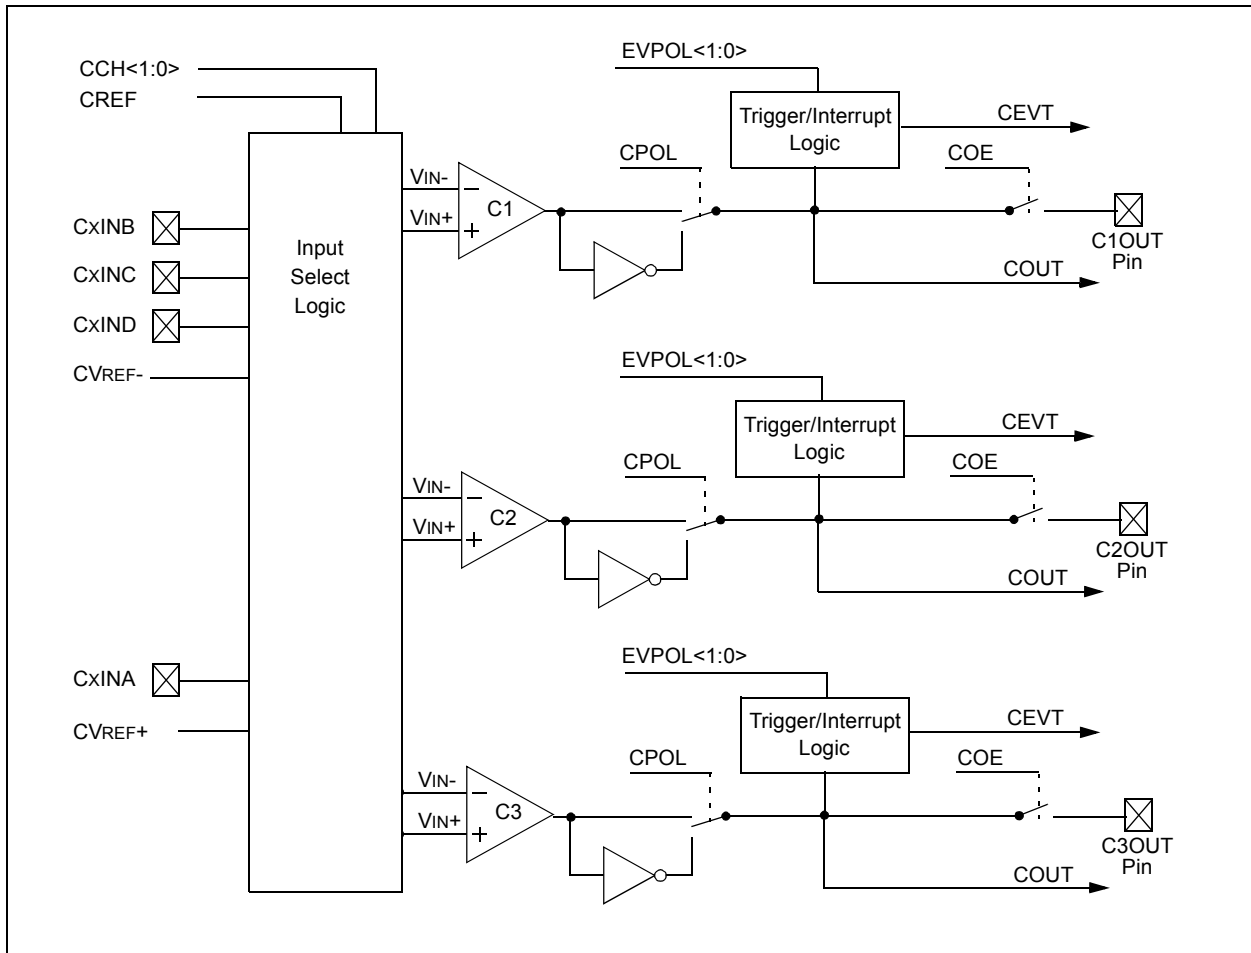 CCH<1:0>
CREF
CXINB
CXINC
CXIND
CVREF-
CXINA
CVREF+
Input
Select
Logic
EVPOL<1:0>
Trigger/Interrupt
Logic
CEVT
CPOL
COE
VIN-
VIN+
C1
C1OUT
Pin
COUT
EVPOL<1:0>
Trigger/Interrupt
Logic
CEVT
CPOL
COE
VIN-
VIN+
C2
C2OUT
Pin
COUT
EVPOL<1:0>
Trigger/Interrupt
Logic
CEVT
CPOL
COE
VIN-
VIN+
C3
C3OUT
Pin
COUT